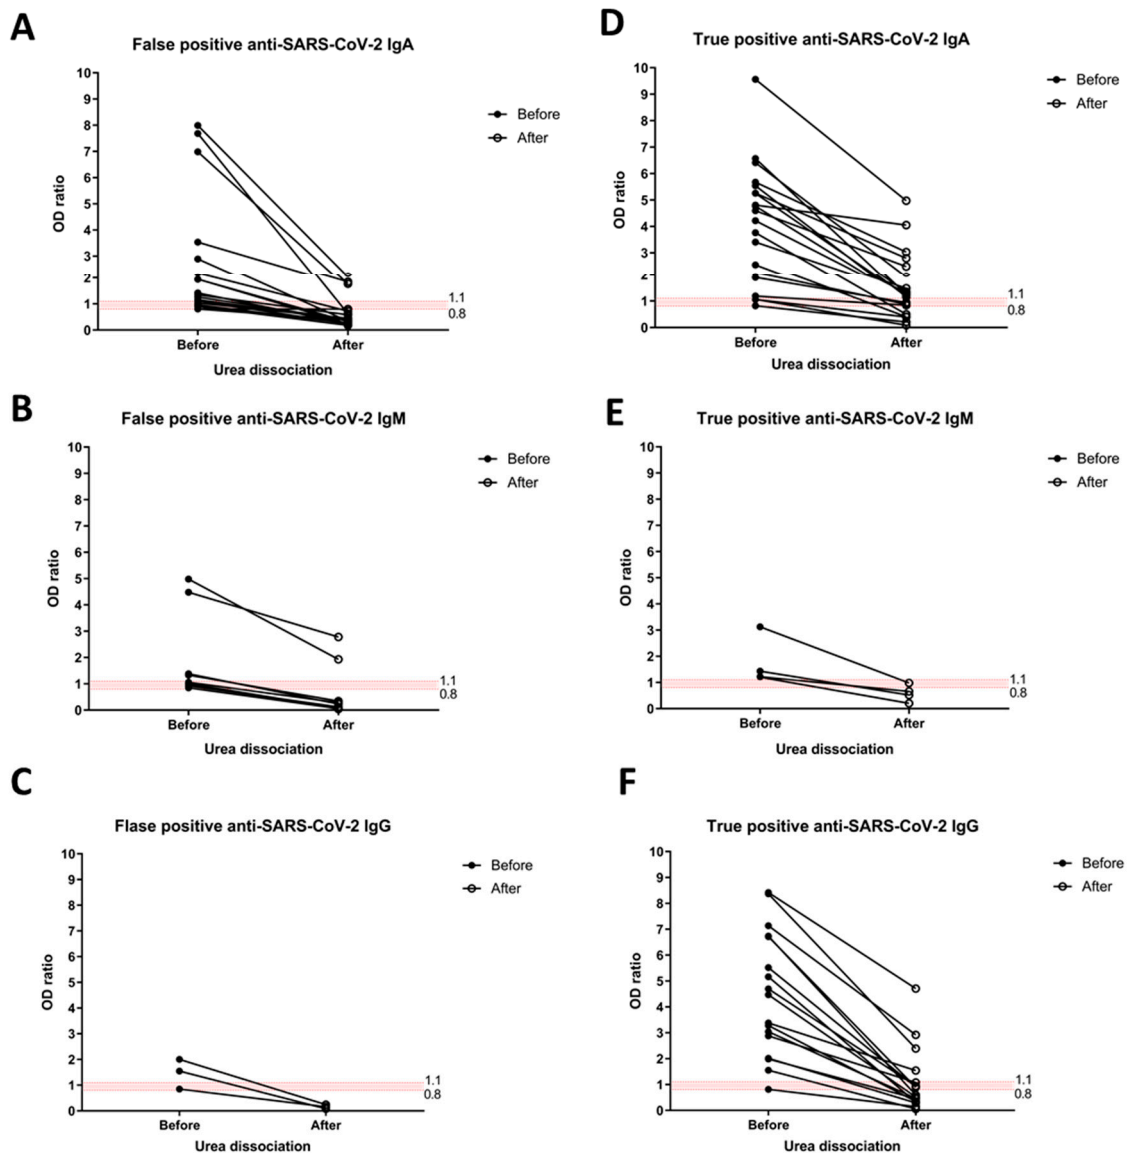 A
False positive anti-SARS-CoV-2 IgA
10
9
8
7
6
5
4
3
2
1
0
OD ratio
Before
After
1.1
0.8
Before
After
Urea dissociation
D
True positive anti-SARS-CoV-2 IgA
10
9
8
7
6
5
4
3
2
1
0
OD ratio
Before
After
1.1
0.8
Before
After
Urea dissociation
B
False positive anti-SARS-CoV-2 IgM
10
9
8
7
6
5
4
3
2
1
0
OD ratio
Before
After
1.1
0.8
Before
After
Urea dissociation
E
True positive anti-SARS-CoV-2 IgM
10
9
8
7
6
5
4
3
2
1
0
OD ratio
Before
After
1.1
0.8
Before
After
Urea dissociation
C
Flase positive anti-SARS-CoV-2 IgG
10
9
8
7
6
5
4
3
2
1
0
OD ratio
Before
After
1.1
0.8
Before
After
Urea dissociation
F
True positive anti-SARS-CoV-2 IgG
10
9
8
7
6
5
4
3
2
1
0
OD ratio
Before
After
1.1
0.8
Before
After
Urea dissociation